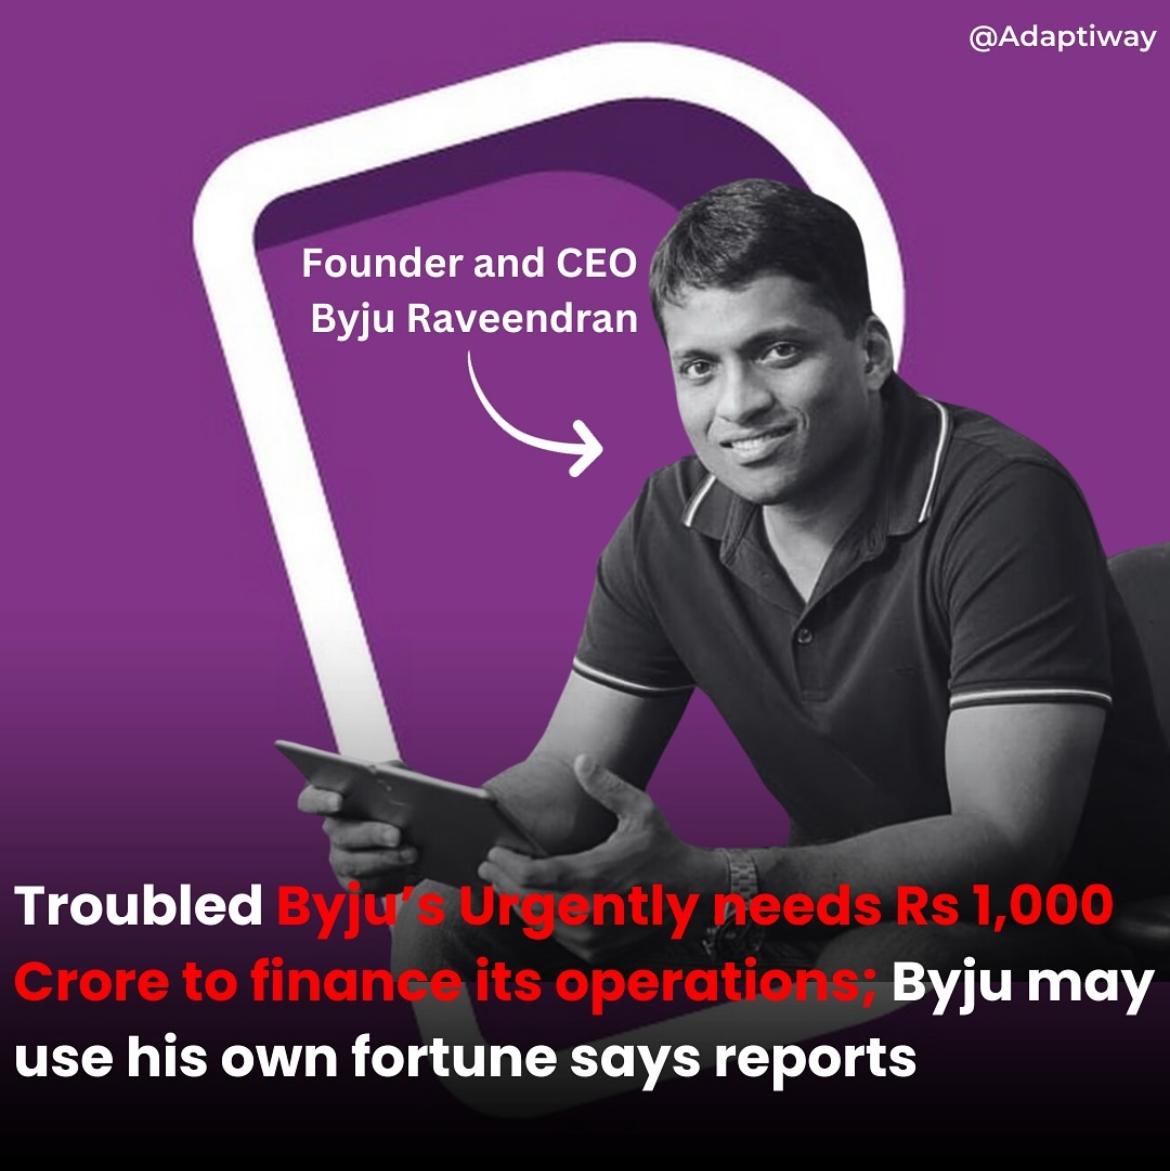 @Adaptiway
Founder and CEO
Byju Raveendran
Troubled Byju's Urgently needs Rs 1,000
Crore to finance its operations; Byju may
use his own fortune says reports